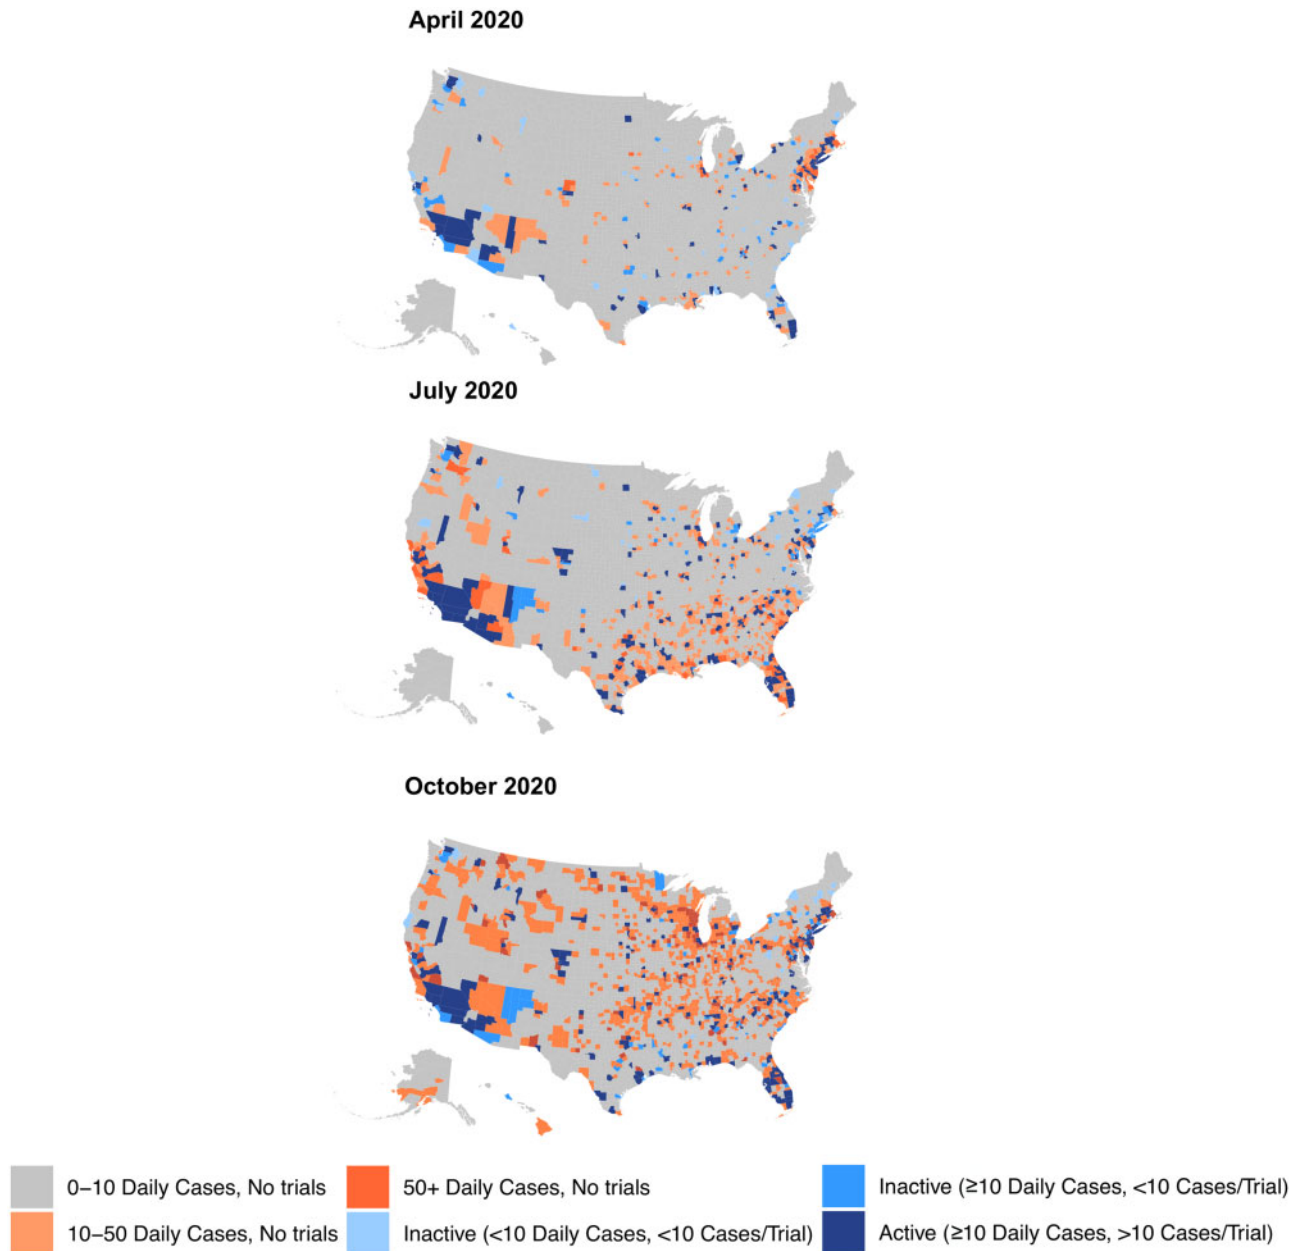 April 2020
July 2020
October 2020
0–10 Daily Cases, No trials
50+ Daily Cases, No trials
Inactive (≥10 Daily Cases, <10 Cases/Trial)
10–50 Daily Cases, No trials
Inactive (<10 Daily Cases, <10 Cases/Trial)
Active (≥10 Daily Cases, >10 Cases/Trial)